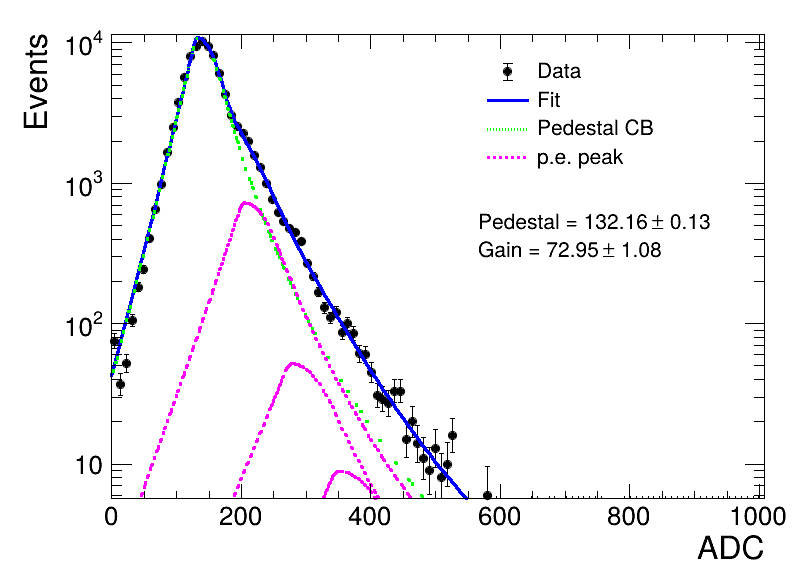 Events
10⁴
10³
10²
10
Data
Fit
Pedestal CB
p.e. peak
Pedestal = 132.16 ± 0.13
Gain = 72.95 ± 1.08
0 200 400 600 800 1000
ADC